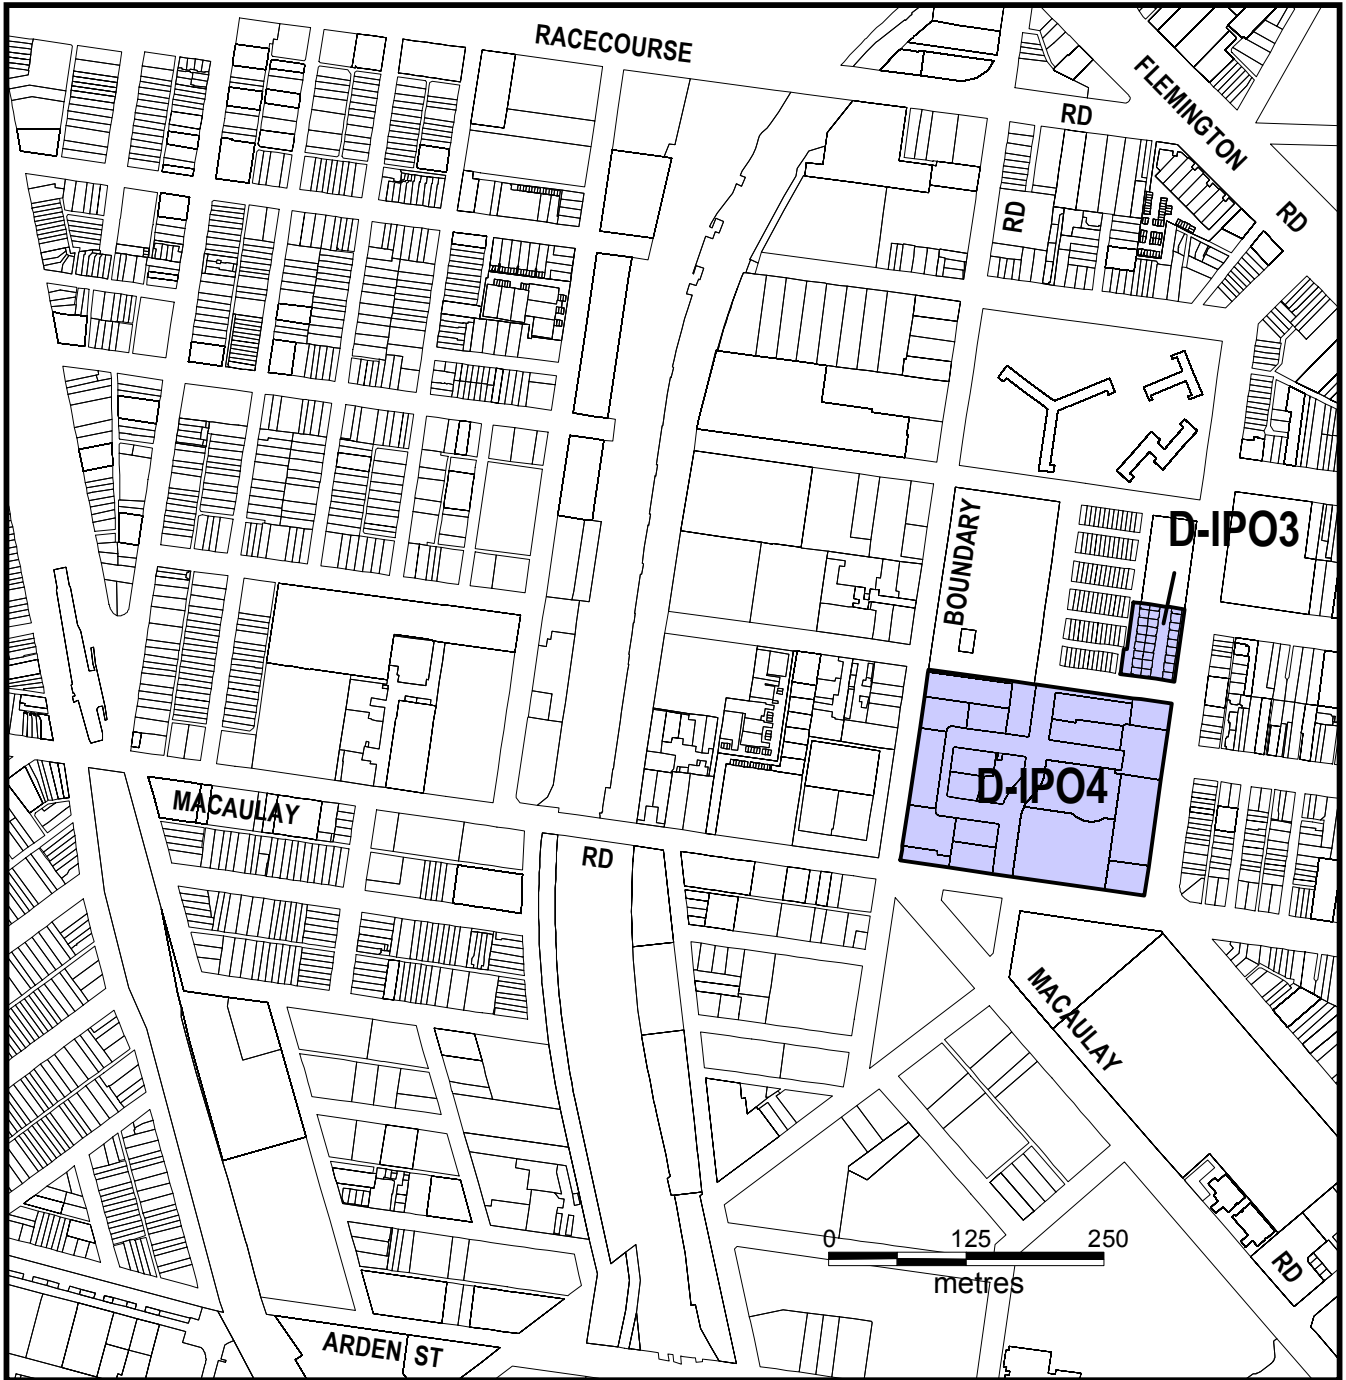 RACECOURSE
FLEMINGTON
RD
RD
RD
D-IPO3
BOUNDARY
D-IPO4
MACAULAY
RD
MACAULAY
0 125 250
metres
RD
ARDEN ST